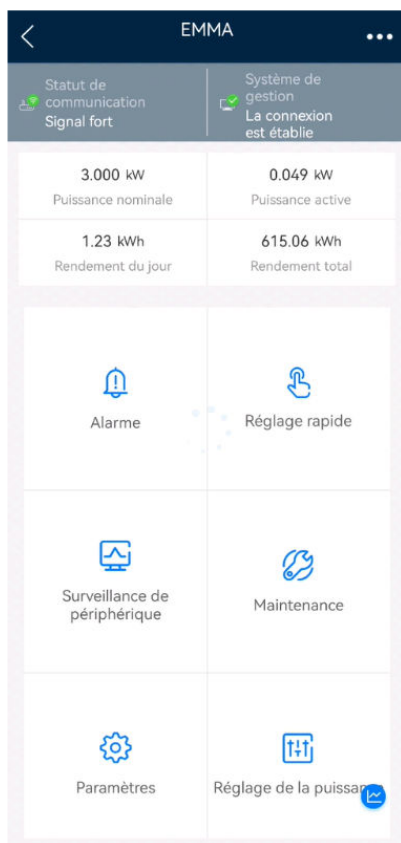 EMMA
Statut de
communication
Signal fort
Système de
gestion
La connexion
est établie
3.000 kW
Puissance nominale
0.049 kW
Puissance active
1.23 kWh
Rendement du jour
615.06 kWh
Rendement total
Alarme
Réglage rapide
Surveillance de
périphérique
Maintenance
Paramètres
Réglage de la puissance